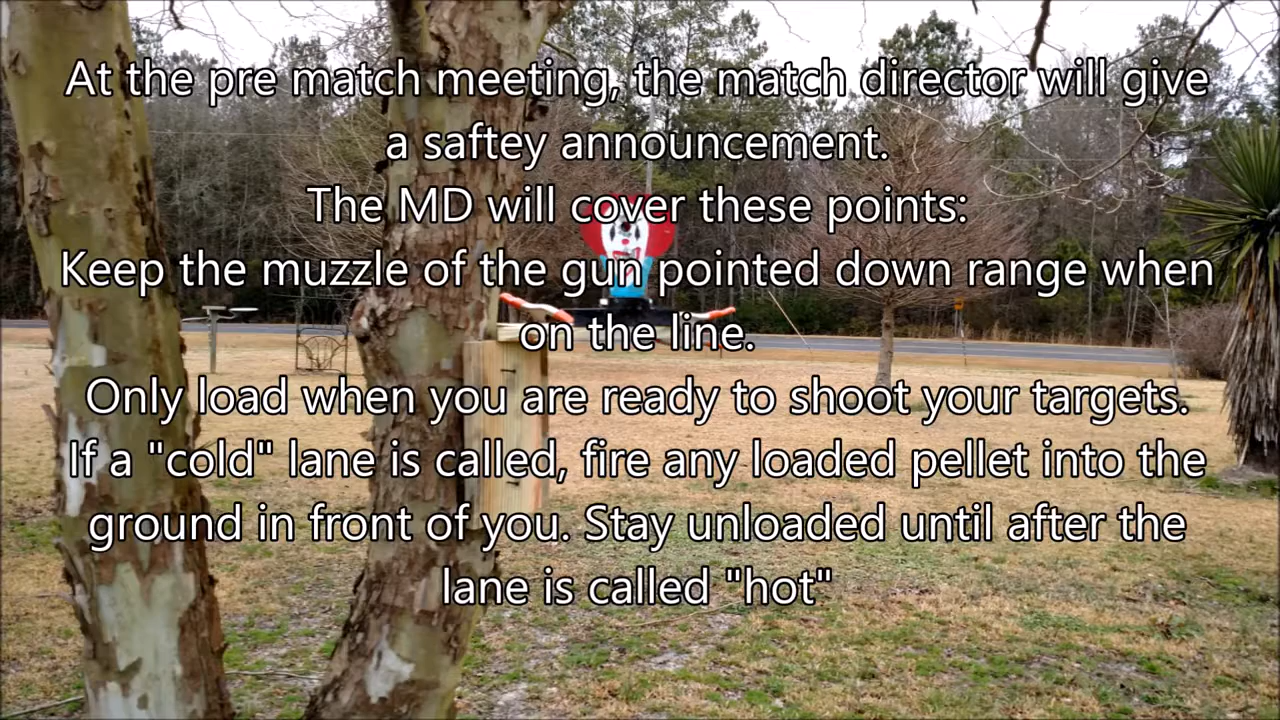 At the pre match meeting, the match director will give
a saftey announcement.
The MD will cover these points:
Keep the muzzle of the gun pointed down range when
on the line.
Only load when you are ready to shoot your targets.
If a "cold" lane is called, fire any loaded pellet into the
ground in front of you. Stay unloaded until after the
lane is called "hot"